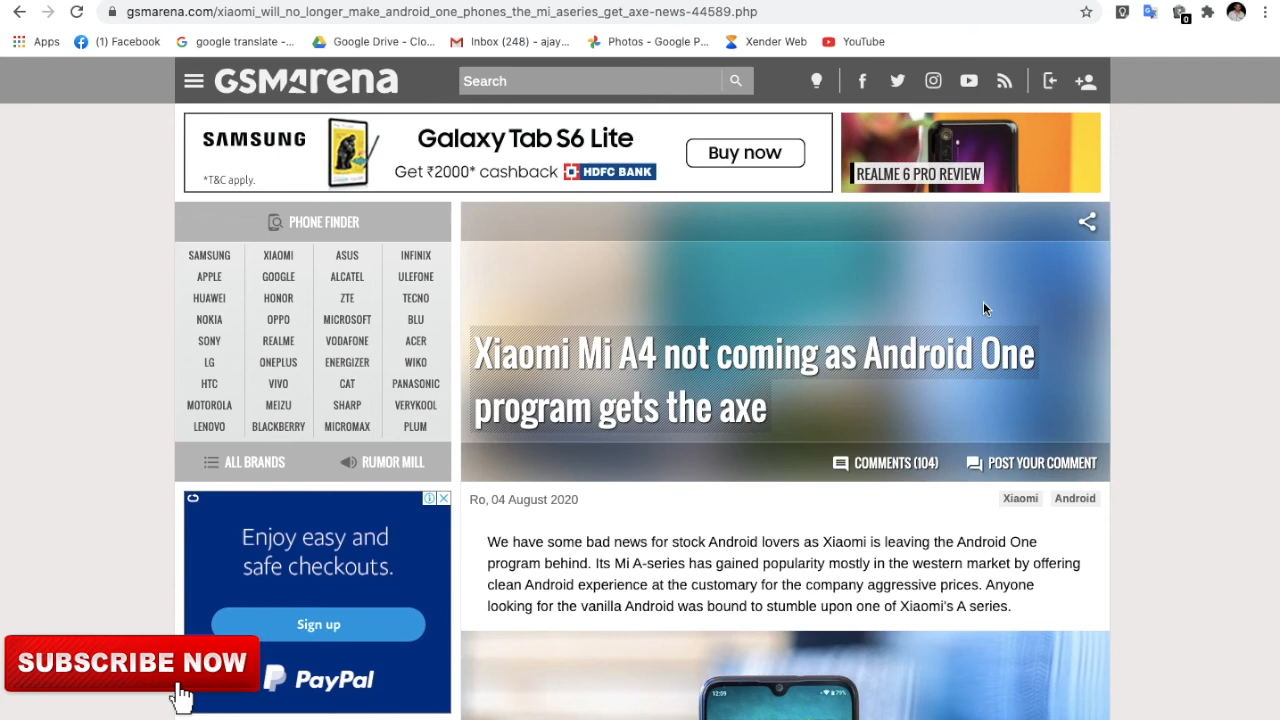 gsmarena.com/xiaomi_will_no_longer_make_android_one_phones_the_mi_aseries_get_axe-news-44589.php
0
Apps
(1) Facebook
google translate -...
Google Drive - Clo...
Inbox (248) - ajay...
Photos - Google P...
Xender Web
YouTube
GSMArena
Search
SAMSUNG
*T&C apply.
Galaxy Tab S6 Lite
Get ₹2000* cashback HDFC BANK
Buy now
REALME 6 PRO REVIEW
PHONE FINDER
SAMSUNG XIAOMI ASUS INFINIX
APPLE GOOGLE ALCATEL ULEFONE
HUAWEI HONOR ZTE TECNO
NOKIA OPPO MICROSOFT BLU
SONY REALME VODAFONE ACER
LG ONEPLUS ENERGIZER WIKO
HTC VIVO CAT PANASONIC
MOTOROLA MEIZU SHARP VERYKOOL
LENOVO BLACKBERRY MICROMAX PLUM
ALL BRANDS RUMOR MILL
Xiaomi Mi A4 not coming as Android One
program gets the axe
COMMENTS (104) POST YOUR COMMENT
Ro, 04 August 2020
Xiaomi Android
We have some bad news for stock Android lovers as Xiaomi is leaving the Android One
program behind. Its Mi A-series has gained popularity mostly in the western market by offering
clean Android experience at the customary for the company aggressive prices. Anyone
looking for the vanilla Android was bound to stumble upon one of Xiaomi's A series.
12:09
79%
Enjoy easy and
safe checkouts.
Sign up
PayPal
SUBSCRIBE NOW